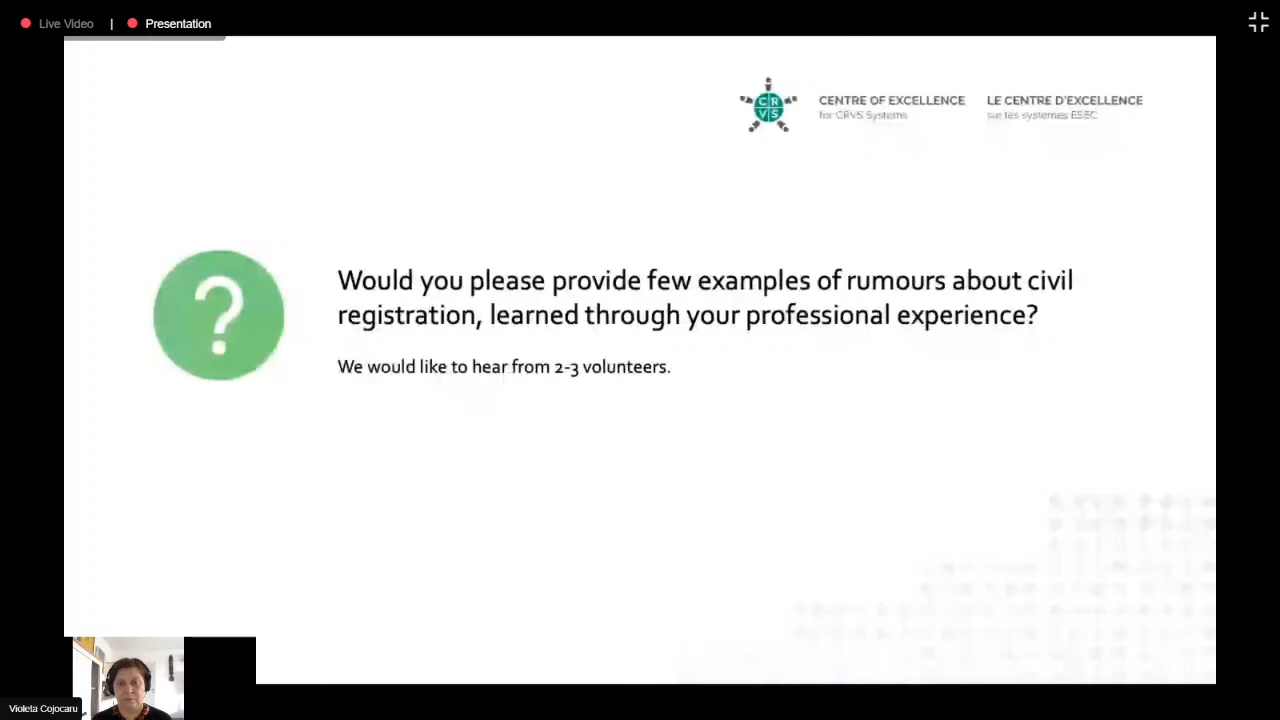 Live Video | Presentation
CRVS
CENTRE OF EXCELLENCE
for CRVS Systems
LE CENTRE D'EXCELLENCE
sur les systèmes ESEC
?
Would you please provide few examples of rumours about civil
registration, learned through your professional experience?
We would like to hear from 2-3 volunteers.
Violeta Cojocaru